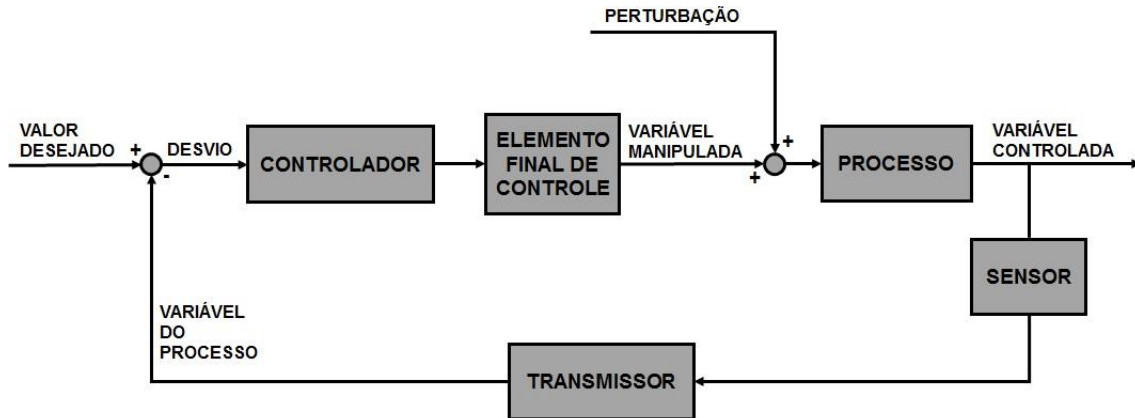 PERTURBAÇÃO
VALOR
DESEJADO
+
-
DESVIO
CONTROLADOR
ELEMENTO
FINAL DE
CONTROLE
VARIÁVEL
MANIPULADA
+
+
PROCESSO
VARIÁVEL
CONTROLADA
SENSOR
VARIÁVEL
DO
PROCESSO
TRANSMISSOR